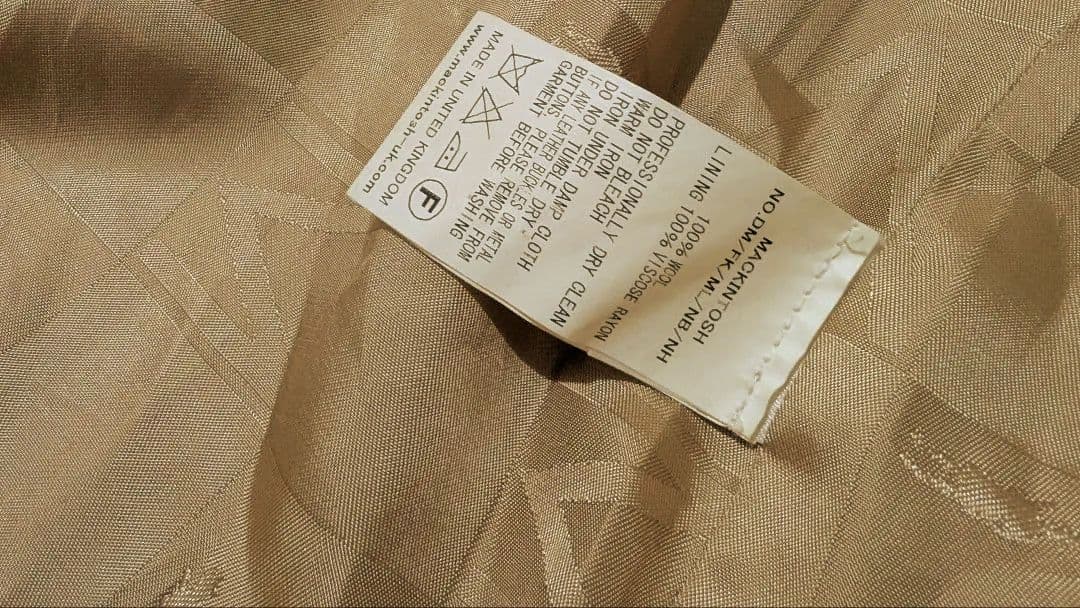 NO.DM/FK/ML/NB/NH
MACKINTOSH
100% WOOL
LINING 100% VISCOSE RAYON
PROFESSIONALLY DRY CLEAN
DO NOT BLEACH
WARM IRON
IRON UNDER DAMP CLOTH
DO NOT TUMBLE DRY
IF ANY LEATHER BUCKLES OR METAL
BUTTONS PLEASE REMOVE FROM
GARMENT BEFORE WASHING
F
MADE IN UNITED KINGDOM
www.mackintosh-uk.com